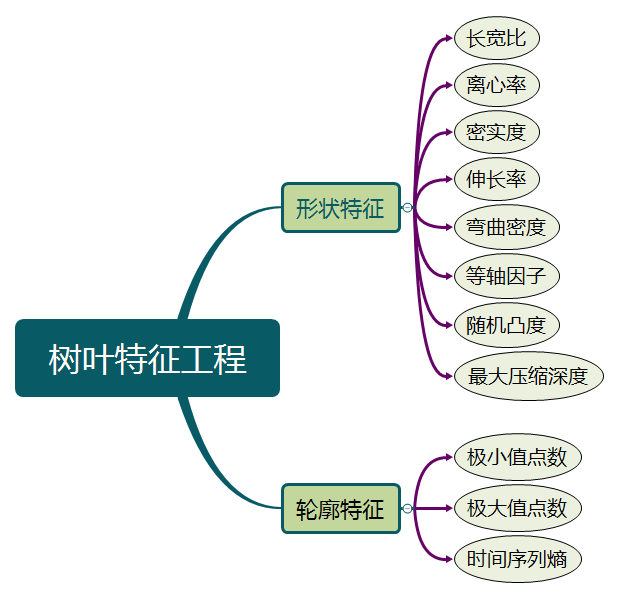 树叶特征工程
形状特征
长宽比
离心率
密实度
伸长率
弯曲密度
等轴因子
随机凸度
最大压缩深度
轮廓特征
极小值点数
极大值点数
时间序列熵